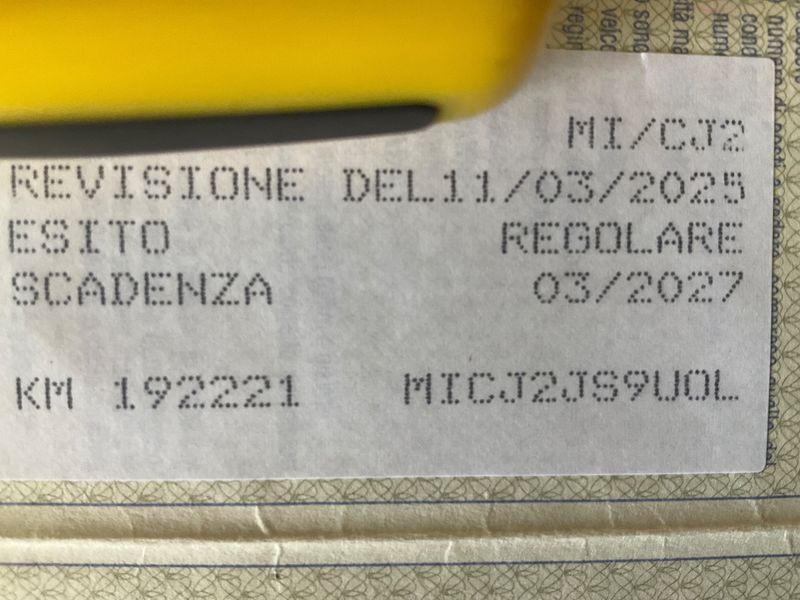 MI/CJ2
REVISIONE DEL11/03/2025
ESITO REGOLARE
SCADENZA 03/2027
KM 192221 MICJ2JS9UOL